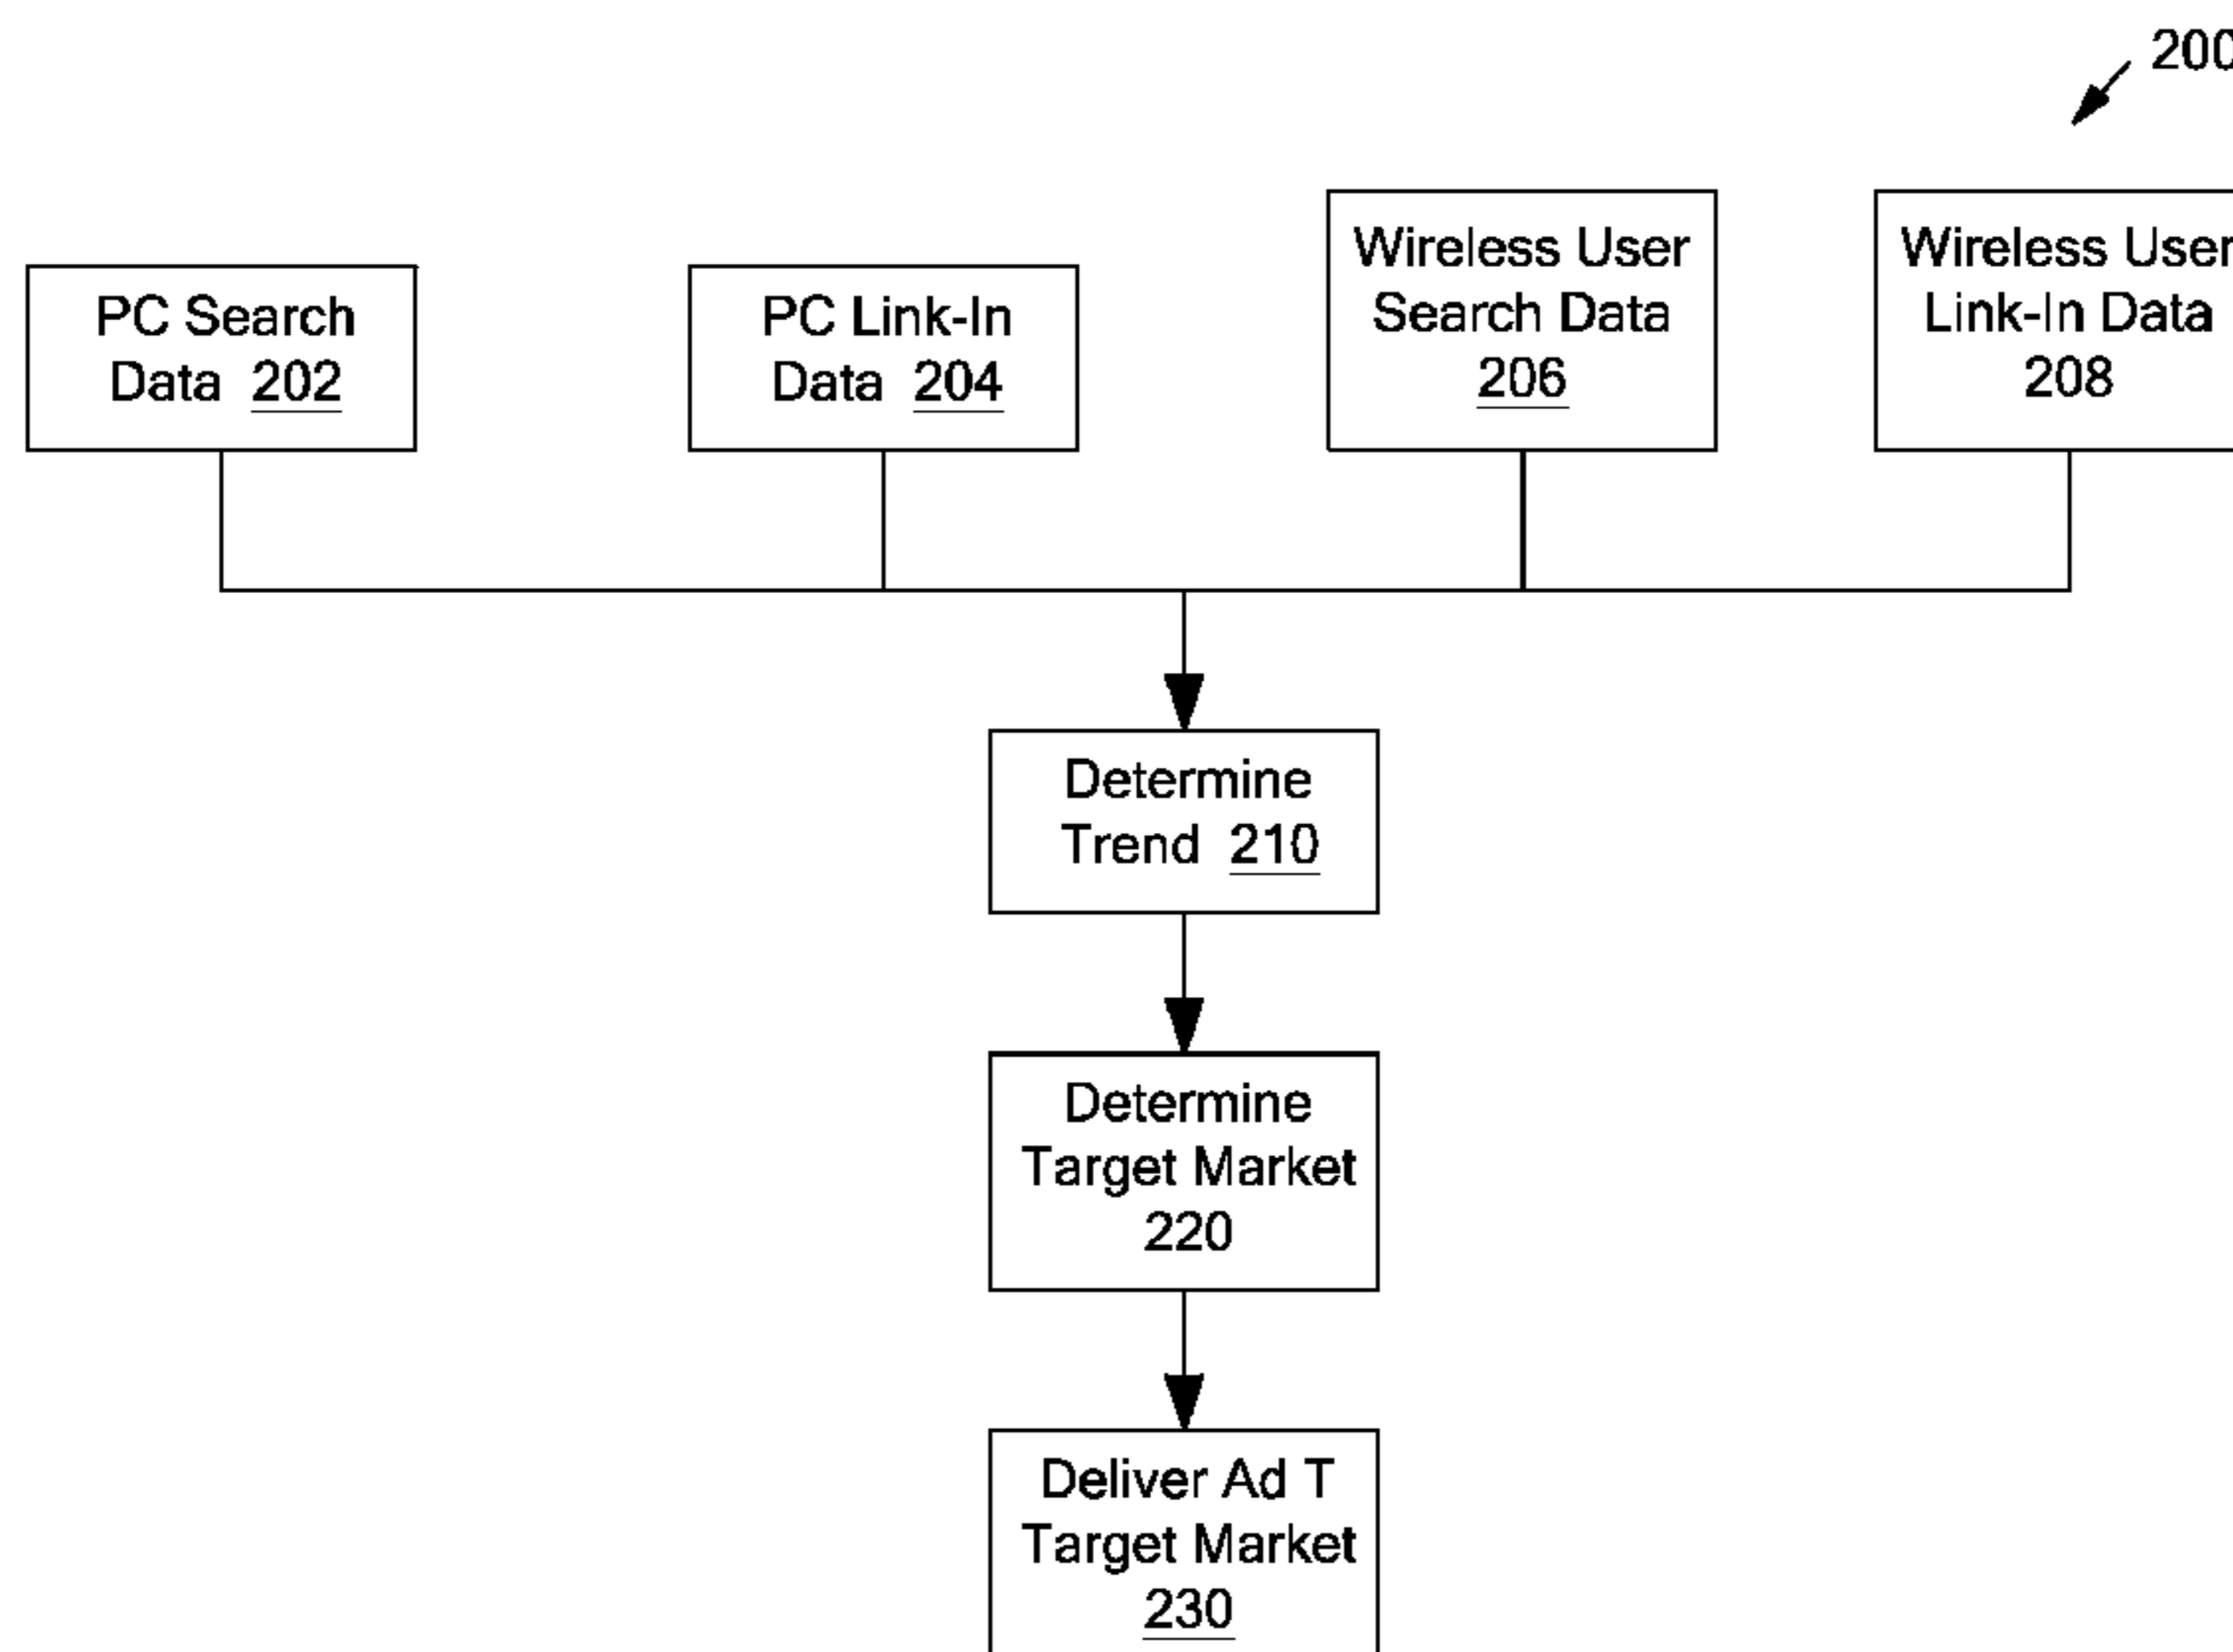 200
PC Search
Data 202
PC Link-In
Data 204
Wireless User
Search Data
206
Wireless User
Link-In Data
208
Determine
Trend 210
Determine
Target Market
220
Deliver Ad T
Target Market
230